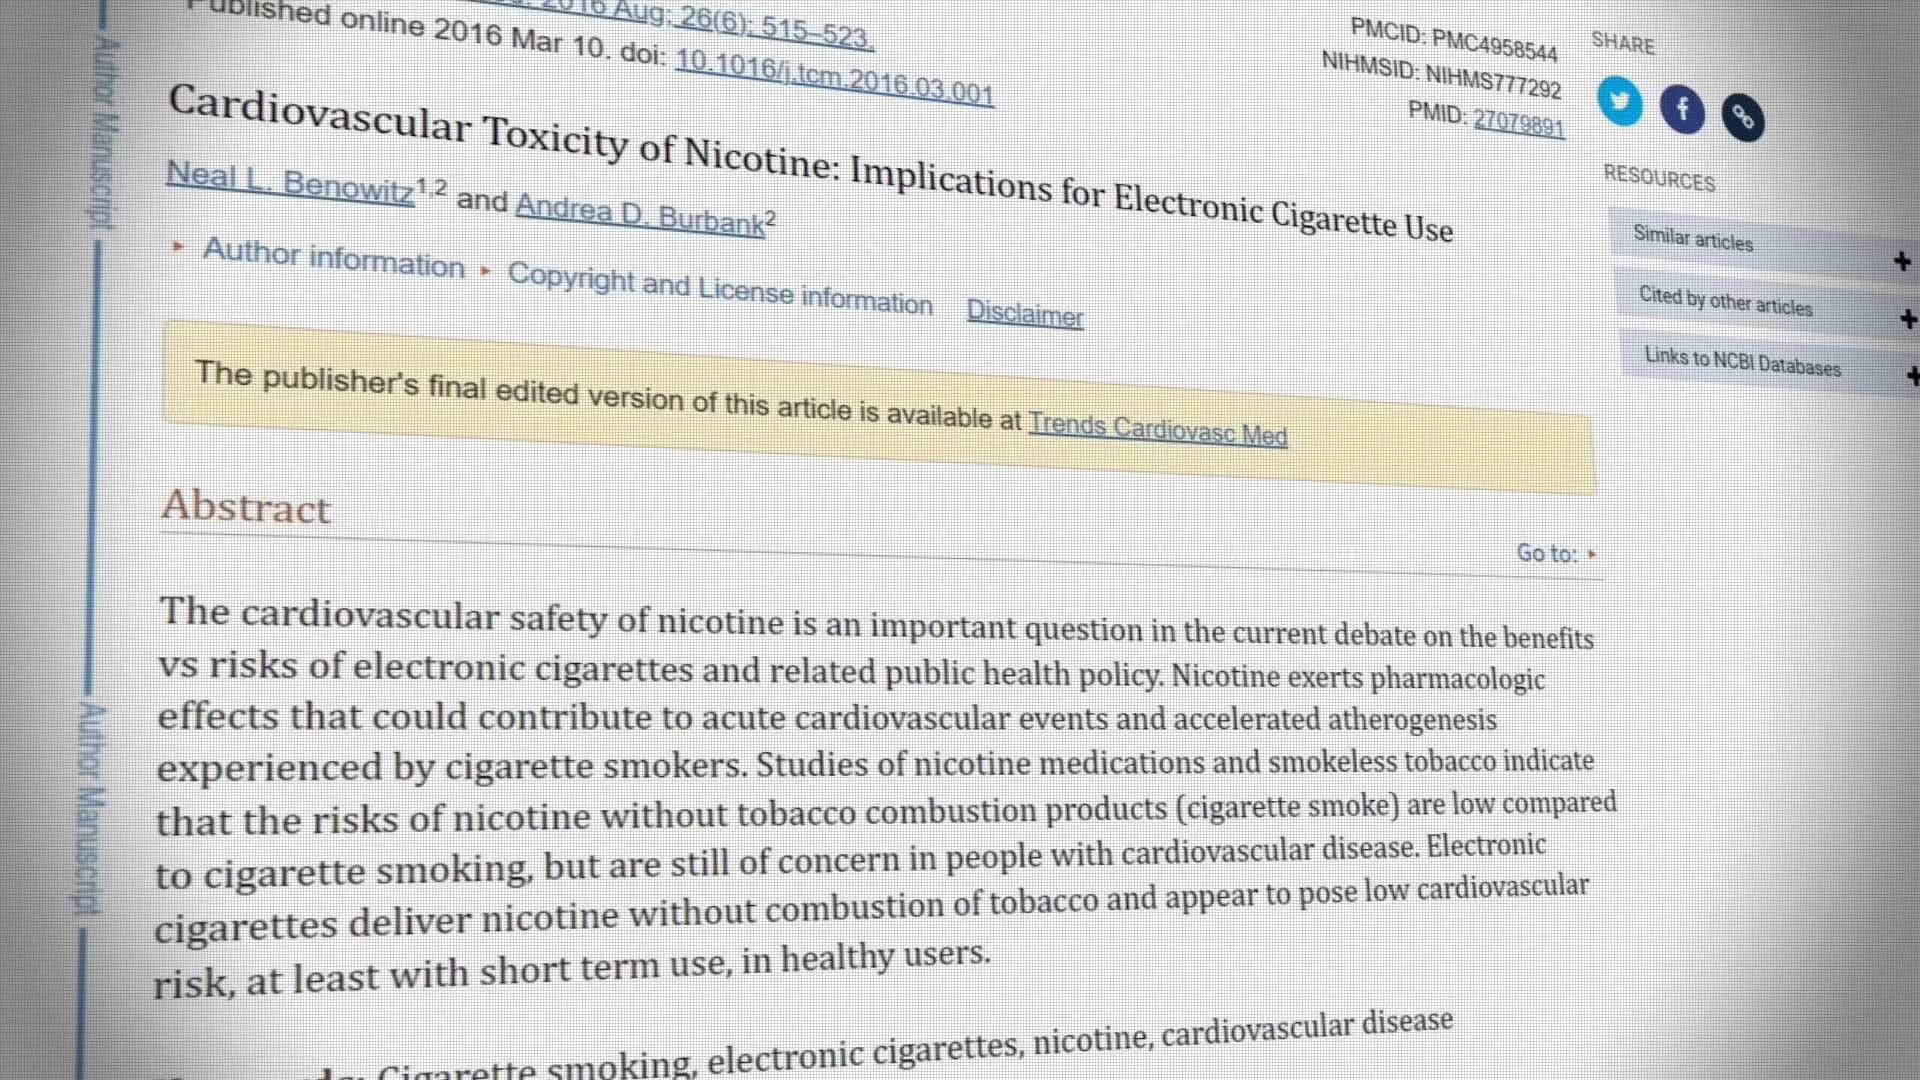 2016 Aug; 26(6): 515–523.
Published online 2016 Mar 10. doi: 10.1016/j.tcm.2016.03.001
PMCID: PMC4958544
NIHMSID: NIHMS777292
PMID: 27079891
Cardiovascular Toxicity of Nicotine: Implications for Electronic Cigarette Use
Neal L. Benowitz1,2 and Andrea D. Burbank2
Author information Copyright and License information Disclaimer
The publisher's final edited version of this article is available at Trends Cardiovasc Med
Abstract
Go to:
The cardiovascular safety of nicotine is an important question in the current debate on the benefits
vs risks of electronic cigarettes and related public health policy. Nicotine exerts pharmacologic
effects that could contribute to acute cardiovascular events and accelerated atherogenesis
experienced by cigarette smokers. Studies of nicotine medications and smokeless tobacco indicate
that the risks of nicotine without tobacco combustion products (cigarette smoke) are low compared
to cigarette smoking, but are still of concern in people with cardiovascular disease. Electronic
cigarettes deliver nicotine without combustion of tobacco and appear to pose low cardiovascular
risk, at least with short term use, in healthy users.
Cigarette smoking, electronic cigarettes, nicotine, cardiovascular disease
SHARE
RESOURCES
Similar articles
Cited by other articles
Links to NCBI Databases
Author Manuscript
Author Manuscript